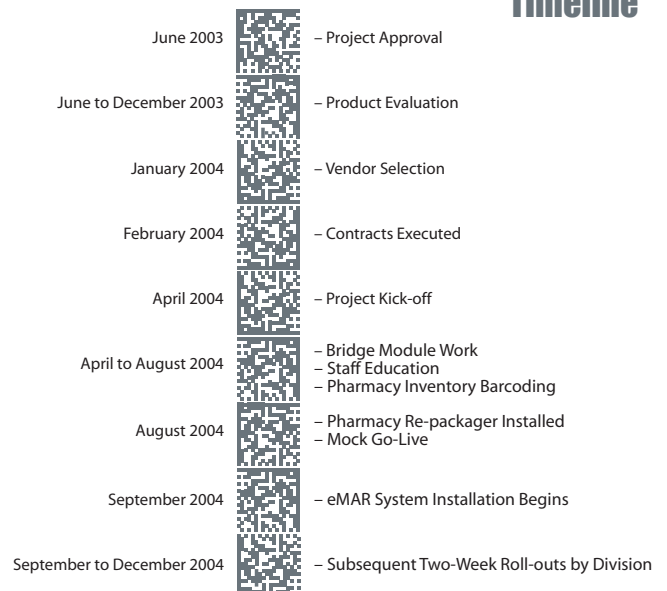 Timeline
June 2003 – Project Approval
June to December 2003 – Product Evaluation
January 2004 – Vendor Selection
February 2004 – Contracts Executed
April 2004 – Project Kick-off
April to August 2004 – Bridge Module Work
– Staff Education
– Pharmacy Inventory Barcoding
August 2004 – Pharmacy Re-packager Installed
– Mock Go-Live
September 2004 – eMAR System Installation Begins
September to December 2004 – Subsequent Two-Week Roll-outs by Division